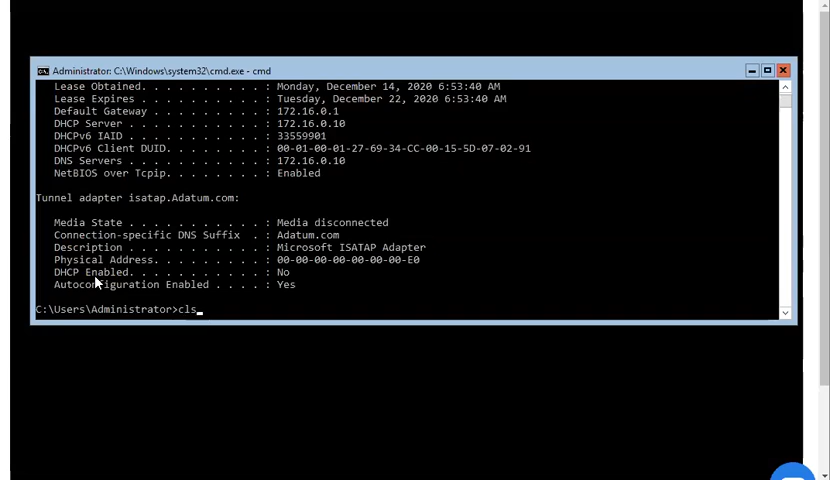 Administrator: C:\Windows\system32\cmd.exe - cmd
Lease Obtained. . . . . . . . . . : Monday, December 14, 2020 6:53:40 AM
Lease Expires . . . . . . . . . . : Tuesday, December 22, 2020 6:53:40 AM
Default Gateway . . . . . . . . . : 172.16.0.1
DHCP Server . . . . . . . . . . . : 172.16.0.10
DHCPv6 IAID . . . . . . . . . . . : 33559901
DHCPv6 Client DUID. . . . . . . . : 00-01-00-01-27-69-34-CC-00-15-5D-07-02-91
DNS Servers . . . . . . . . . . . : 172.16.0.10
NetBIOS over Tcpip. . . . . . . . : Enabled
Tunnel adapter isatap.Adatum.com:
Media State . . . . . . . . . . . : Media disconnected
Connection-specific DNS Suffix  . : Adatum.com
Description . . . . . . . . . . . : Microsoft ISATAP Adapter
Physical Address. . . . . . . . . : 00-00-00-00-00-00-00-E0
DHCP Enabled. . . . . . . . . . . : No
Autoconfiguration Enabled . . . . : Yes
C:\Users\Administrator>cls_